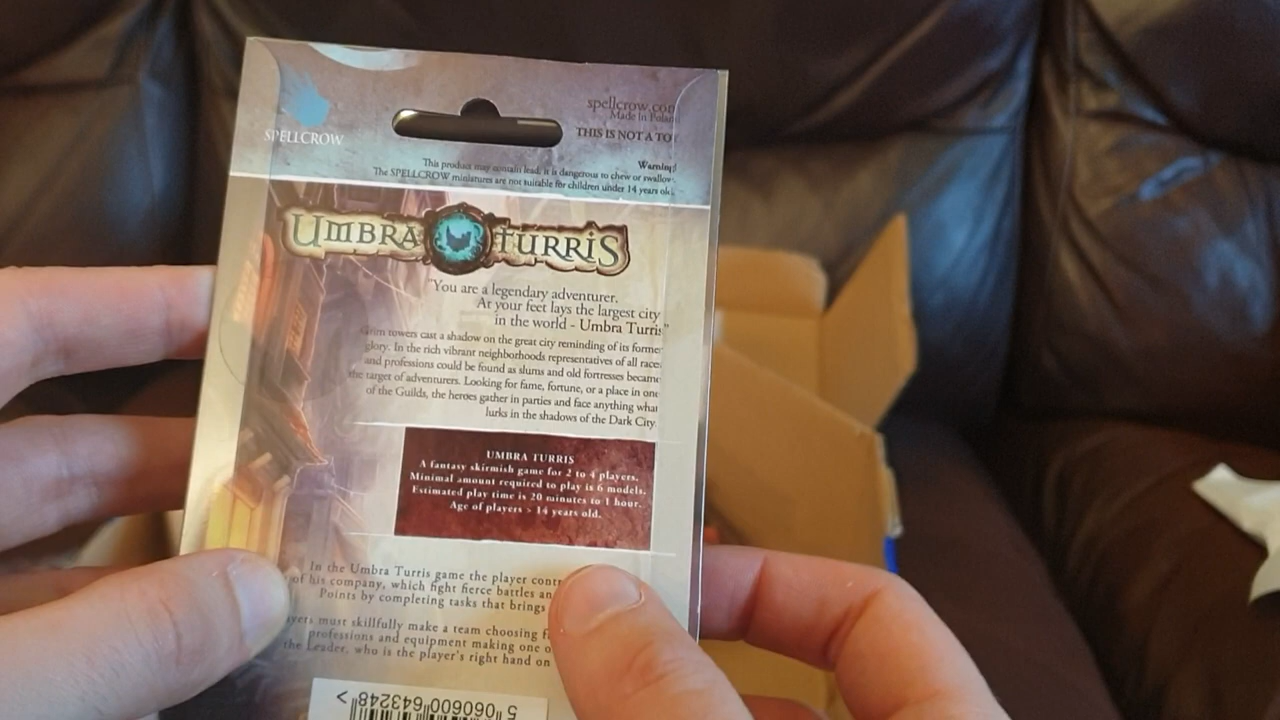 SPELLCROW
spellcrow.com
Made In
THIS IS NOT A
Warning!
This product may contain lead, it is dangerous to chew or swallow.
The SPELLCROW miniatures are not suitable for children under 14 years
UMBRA TURRIS
"You are a legendary adventurer.
At your feet lays the largest city
in the world - Umbra Turris"
Grim towers cast a shadow on the great city reminding of its former
glory. In the rich vibrant neighborhoods representatives of all races
and professions could be found as slums and old fortresses became
the target of adventurers. Looking for fame, fortune, or a place in one
of the Guilds, the heroes gather in parties and face anything what
lurks in the shadows of the Dark City
UMBRA TURRIS
A fantasy skirmish game for 2 to 4 players.
Minimal amount required to play is 6 models.
Estimated play time is 20 minutes to 1 hour.
Age of players > 14 years old.
In the Umbra Turris game the player
of his company, which fight fierce battles
Points by completing tasks that brings
must skillfully make a team choosing
professions and equipment making one
the Leader, who is the player's right hand on
5 060600 643248 >